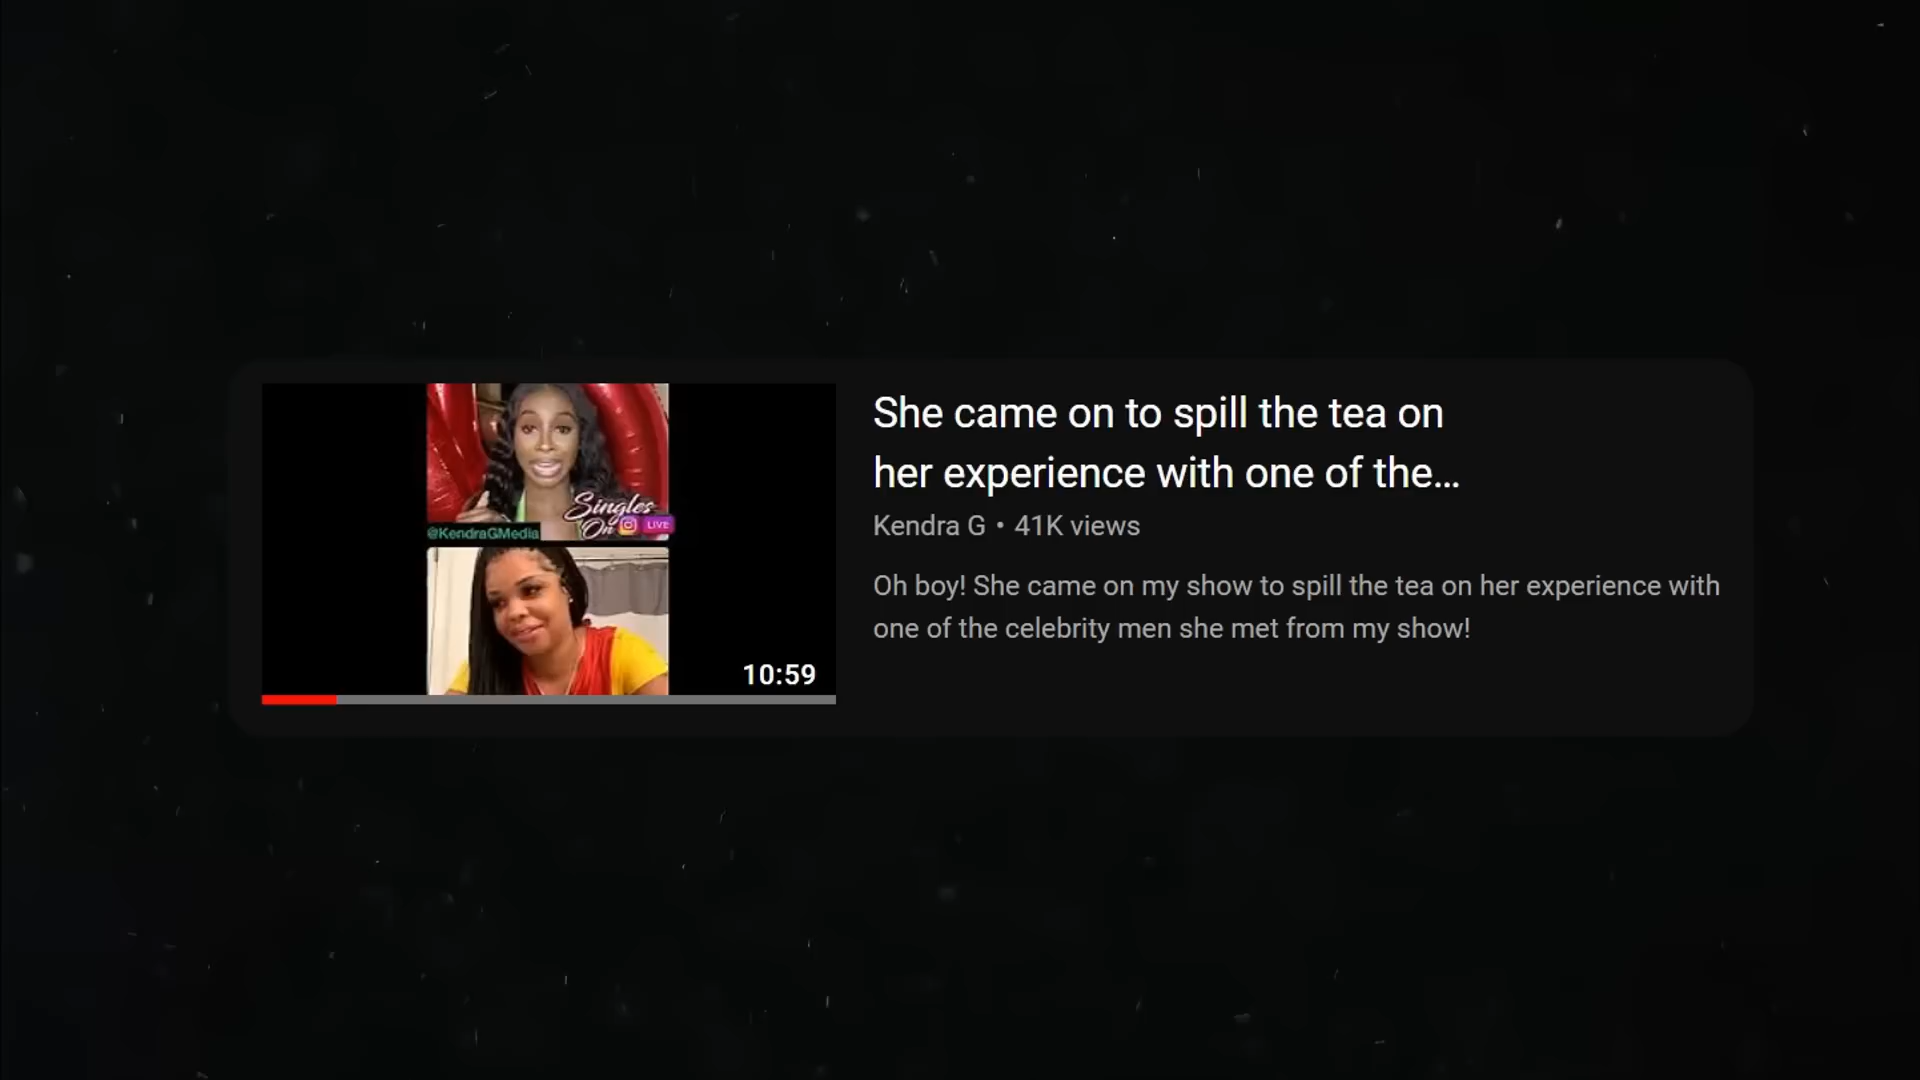 She came on to spill the tea on
her experience with one of the...
Kendra G • 41K views
Oh boy! She came on my show to spill the tea on her experience with
one of the celebrity men she met from my show!
Singles
On LIVE
@KendraGMedia
10:59